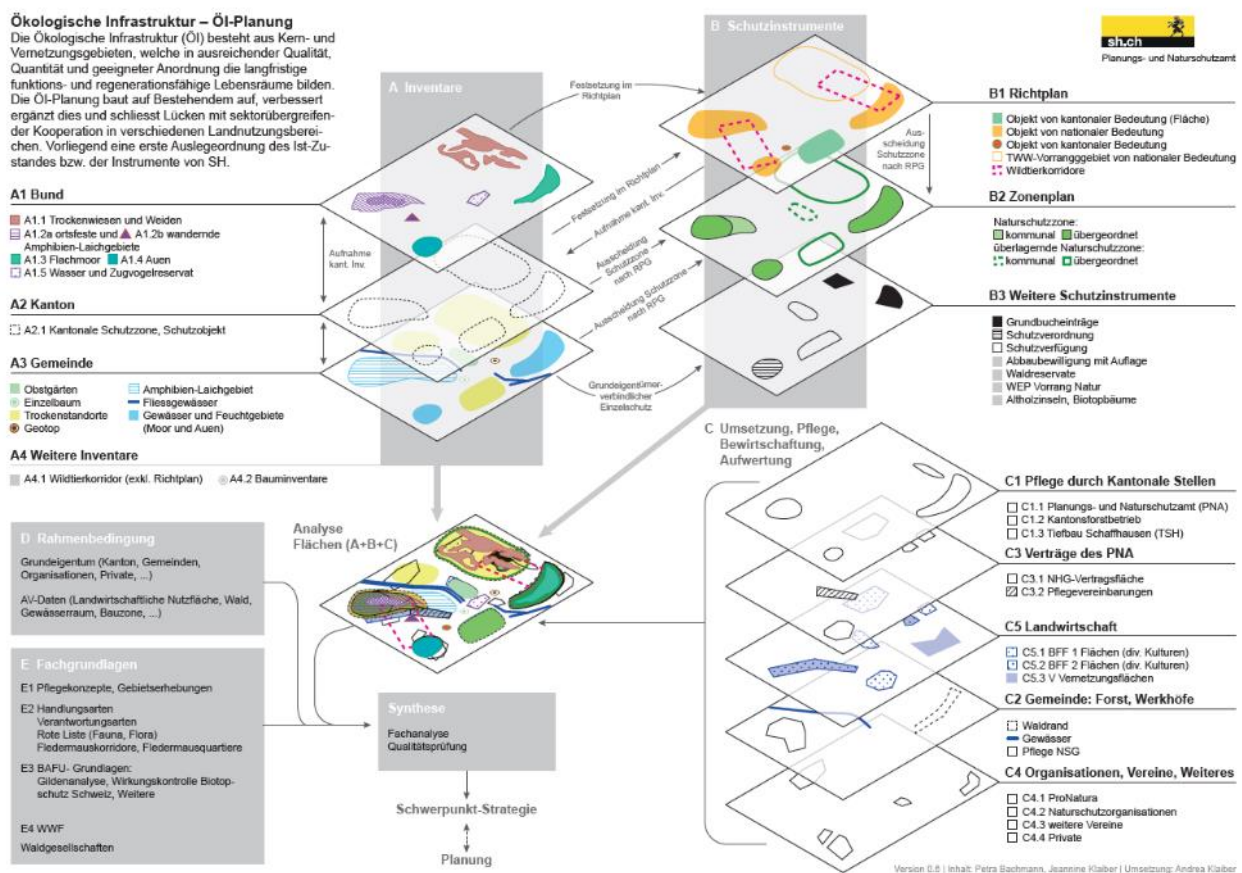 Ökologische Infrastruktur – ÖI-Planung
Die Ökologische Infrastruktur (ÖI) besteht aus Kern- und
Vernetzungsgebieten, welche in ausreichender Qualität,
Quantität und geeigneter Anordnung die langfristige
funktions- und regenerationsfähige Lebensräume bilden.
Die ÖI-Planung baut auf Bestehendem auf, verbessert
ergänzt dies und schliesst Lücken mit sektorübergreifen-
der Kooperation in verschiedenen Landnutzungsberei-
chen. Vorliegend eine erste Auslegeordnung des Ist-Zu-
standes bzw. der Instrumente von SH.
A1 Bund
A1.1 Trockenwiesen und Weiden
A1.2a ortsfeste und A1.2b wandernde
Amphibien-Laichgebiete
A1.3 Flachmoor A1.4 Auen
A1.5 Wasser und Zugvogelreservat
A2 Kanton
A2.1 Kantonale Schutzzone, Schutzobjekt
A3 Gemeinde
Obstgärten
Einzelbaum
Trockenstandorte
Geotop
Amphibien-Laichgebiet
Fliessgewässer
Gewässer und Feuchtgebiete
(Moor und Auen)
A4 Weitere Inventare
A4.1 Wildtierkorridor (exkl. Richtplan) A4.2 Bauminventare
A Inventare
Aufnahme
kant. Inv.
Festsetzung im
Richtplan
Festsetzung im Richtplan
Aufnahme kant. Inv.
Ausscheidung
Schutzzone
nach RPG
Ausscheidung Schutzzone
nach RPG
Grundeigentümer-
verbindlicher
Einzelschutz
B Schutzinstrumente
Aus-
scheidung
Schutzzone
nach RPG
sh.ch
Planungs- und Naturschutzamt
B1 Richtplan
Objekt von kantonaler Bedeutung (Fläche)
Objekt von nationaler Bedeutung
Objekt von kantonaler Bedeutung
TWW-Vorrangggebiet von nationaler Bedeutung
Wildtierkorridore
B2 Zonenplan
Naturschutzzone:
kommunal übergeordnet
überlagernde Naturschutzzone:
kommunal übergeordnet
B3 Weitere Schutzinstrumente
Grundbucheinträge
Schutzverordnung
Schutzverfügung
Abbaubewilligung mit Auflage
Waldreservate
WEP Vorrang Natur
Altholzinseln, Biotopbäume
C Umsetzung, Pflege,
Bewirtschaftung,
Aufwertung
C1 Pflege durch Kantonale Stellen
C1.1 Planungs- und Naturschutzamt (PNA)
C1.2 Kantonsforstbetrieb
C1.3 Tiefbau Schaffhausen (TSH)
C3 Verträge des PNA
C3.1 NHG-Vertragsfläche
C3.2 Pflegevereinbarungen
C5 Landwirtschaft
C5.1 BFF 1 Flächen (div. Kulturen)
C5.2 BFF 2 Flächen (div. Kulturen)
C5.3 V Vernetzungsflächen
C2 Gemeinde: Forst, Werkhöfe
Waldrand
Gewässer
Pflege NSG
C4 Organisationen, Vereine, Weiteres
C4.1 ProNatura
C4.2 Naturschutzorganisationen
C4.3 weitere Vereine
C4.4 Private
Analyse
Flächen (A+B+C)
D Rahmenbedingung
Grundeigentum (Kanton, Gemeinden,
Organisationen, Private, ...)
AV-Daten (Landwirtschaftliche Nutzfläche, Wald,
Gewässerraum, Bauzone, ...)
E Fachgrundlagen
E1 Pflegekonzepte, Gebietserhebungen
E2 Handlungsarten
Verantwortungsarten
Rote Liste (Fauna, Flora)
Fledermauskorridore, Fledermausquartiere
E3 BAFU- Grundlagen:
Gildenanalyse, Wirkungskontrolle Biotop-
schutz Schweiz, Weitere
E4 WWF
Waldgesellschaften
Synthese
Fachanalyse
Qualitätsprüfung
Schwerpunkt-Strategie
Planung
Version 0.6 | Inhalt: Petra Bachmann, Jeannine Klaiber | Umsetzung: Andrea Klaiber